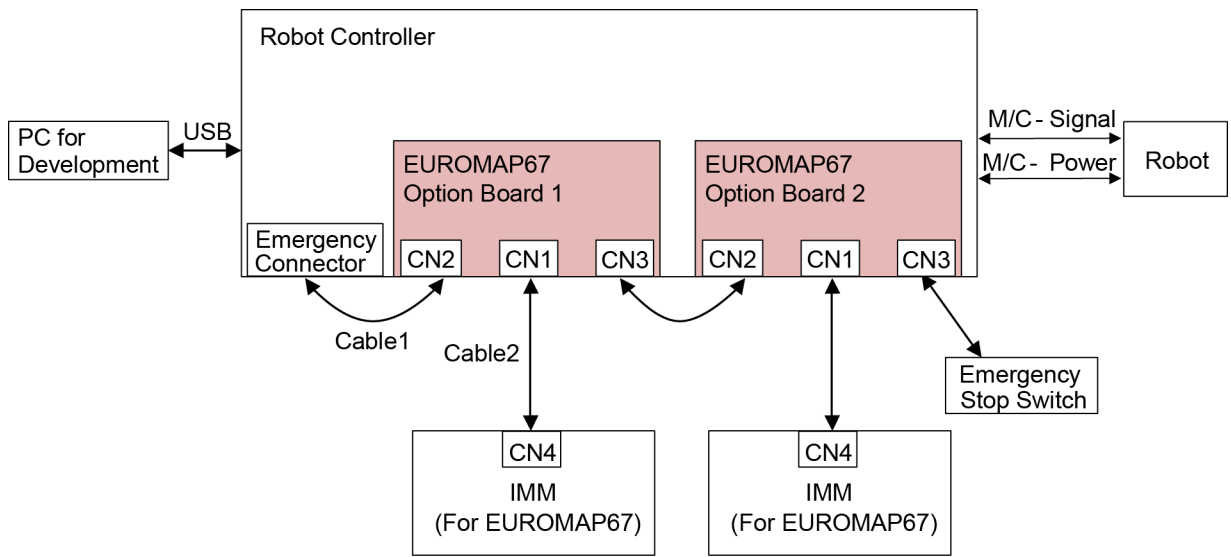 Robot Controller
PC for
Development
USB
M/C - Signal
M/C - Power
Robot
EUROMAP67
Option Board 1
EUROMAP67
Option Board 2
Emergency
Connector
CN2
CN1
CN3
CN2
CN1
CN3
Cable1
Cable2
Emergency
Stop Switch
CN4
IMM
(For EUROMAP67)
CN4
IMM
(For EUROMAP67)